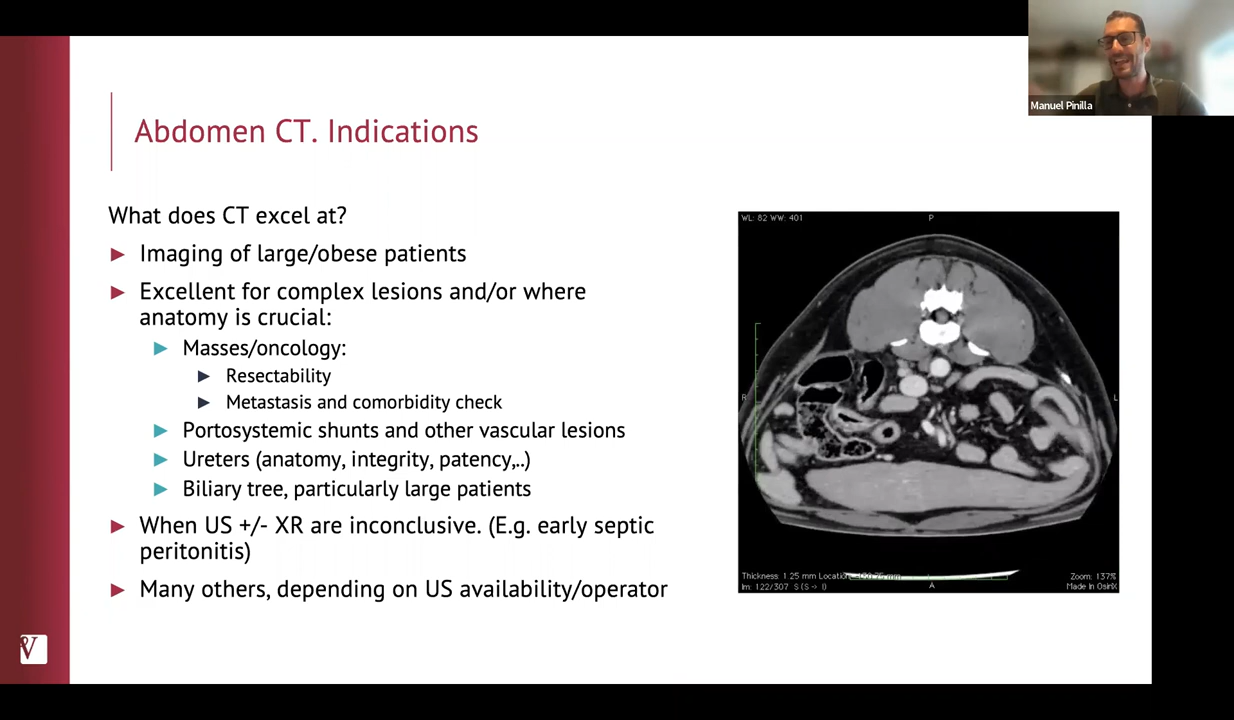 Manuel Pinilla
Abdomen CT. Indications
What does CT excel at?
Imaging of large/obese patients
Excellent for complex lesions and/or where
anatomy is crucial:
Masses/oncology:
Resectability
Metastasis and comorbidity check
Portosystemic shunts and other vascular lesions
Ureters (anatomy, integrity, patency,..)
Biliary tree, particularly large patients
When US +/- XR are inconclusive. (E.g. early septic
peritonitis)
Many others, depending on US availability/operator
WL: 82 WW: 401
P
R
L
Thickness: 1.25 mm Location:
Im: 122/307 S (S -> I)
A
Zoom: 137%
Made In OsiriX
V